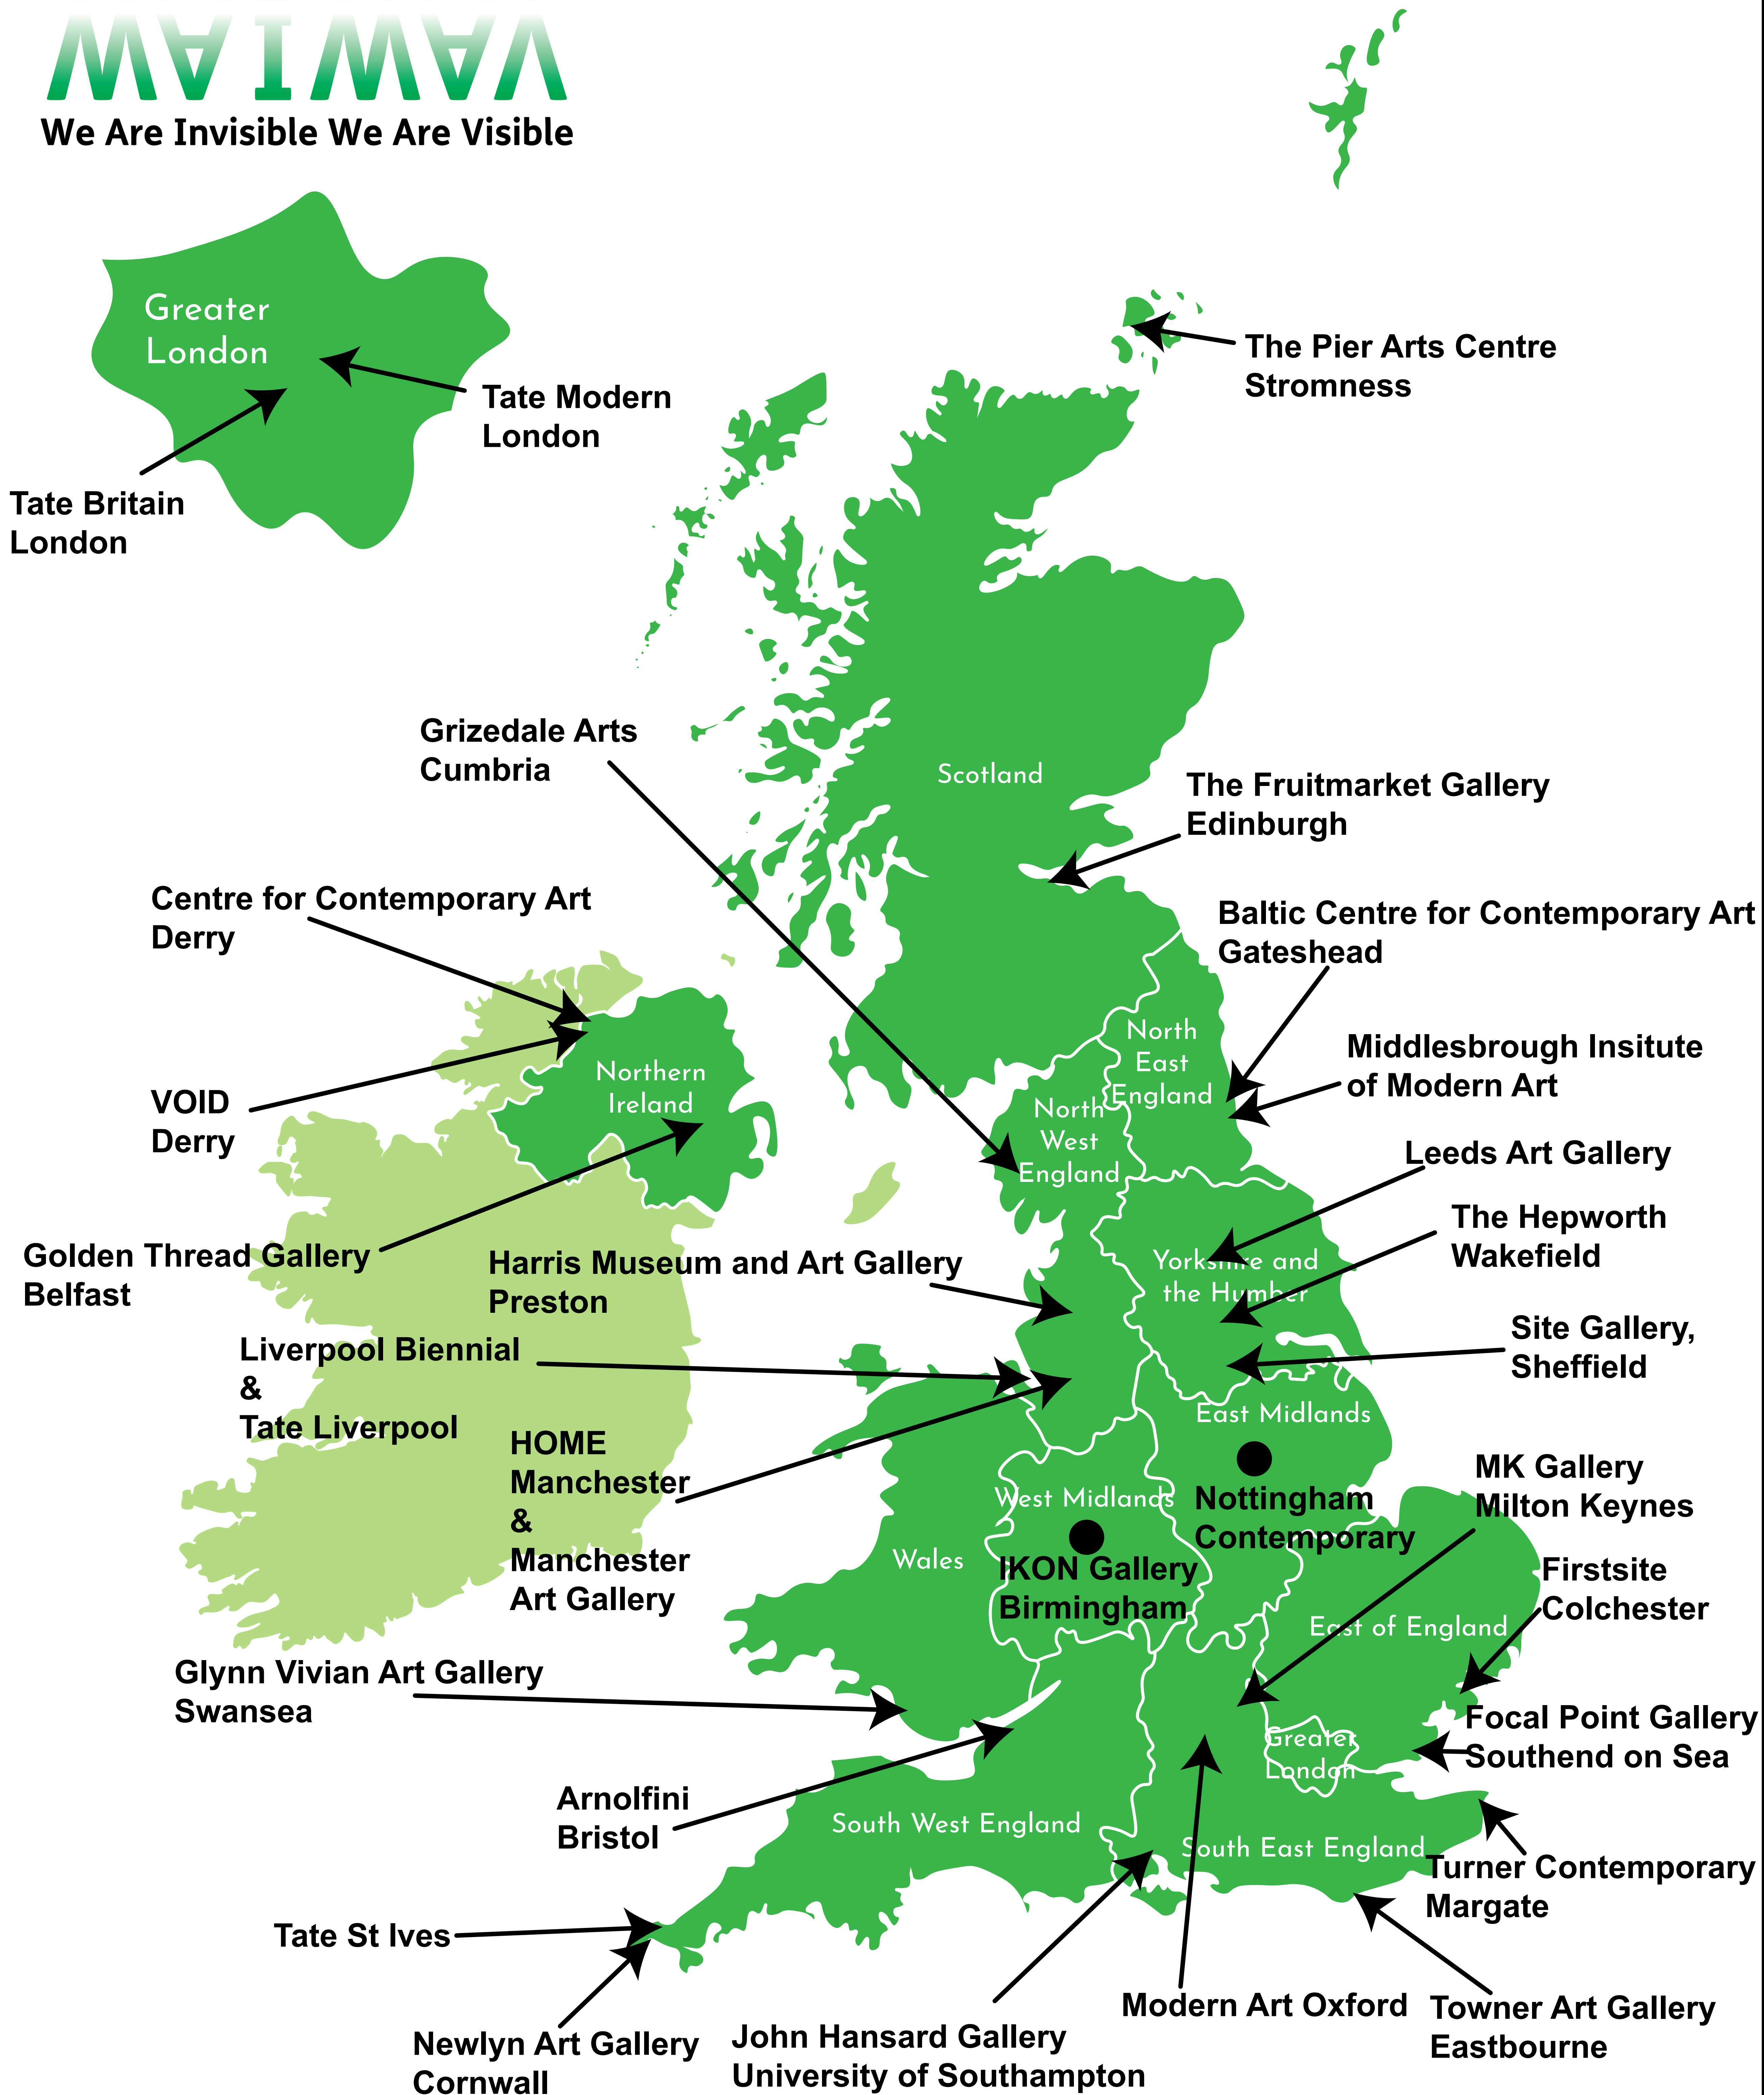 WAIWAV
We Are Invisible We Are Visible
Greater
London
Tate Modern
London
Tate Britain
London
The Pier Arts Centre
Stromness
Grizedale Arts
Cumbria
Scotland
The Fruitmarket Gallery
Edinburgh
Centre for Contemporary Art
Derry
Baltic Centre for Contemporary Art
Gateshead
North
East
England
Middlesbrough Insitute
of Modern Art
Northern
Ireland
VOID
Derry
North
West
England
Leeds Art Gallery
The Hepworth
Wakefield
Golden Thread Gallery
Belfast
Harris Museum and Art Gallery
Preston
Yorkshire and
the Humber
Site Gallery,
Sheffield
Liverpool Biennial
&
Tate Liverpool
East Midlands
HOME
Manchester
&
Manchester
Art Gallery
West Midlands
Nottingham
Contemporary
MK Gallery
Milton Keynes
Wales
IKON Gallery
Birmingham
Firstsite
Colchester
East of England
Glynn Vivian Art Gallery
Swansea
Focal Point Gallery
Southend on Sea
Greater
London
Arnolfini
Bristol
South West England
South East England
Turner Contemporary
Margate
Tate St Ives
Newlyn Art Gallery
Cornwall
John Hansard Gallery
University of Southampton
Modern Art Oxford
Towner Art Gallery
Eastbourne